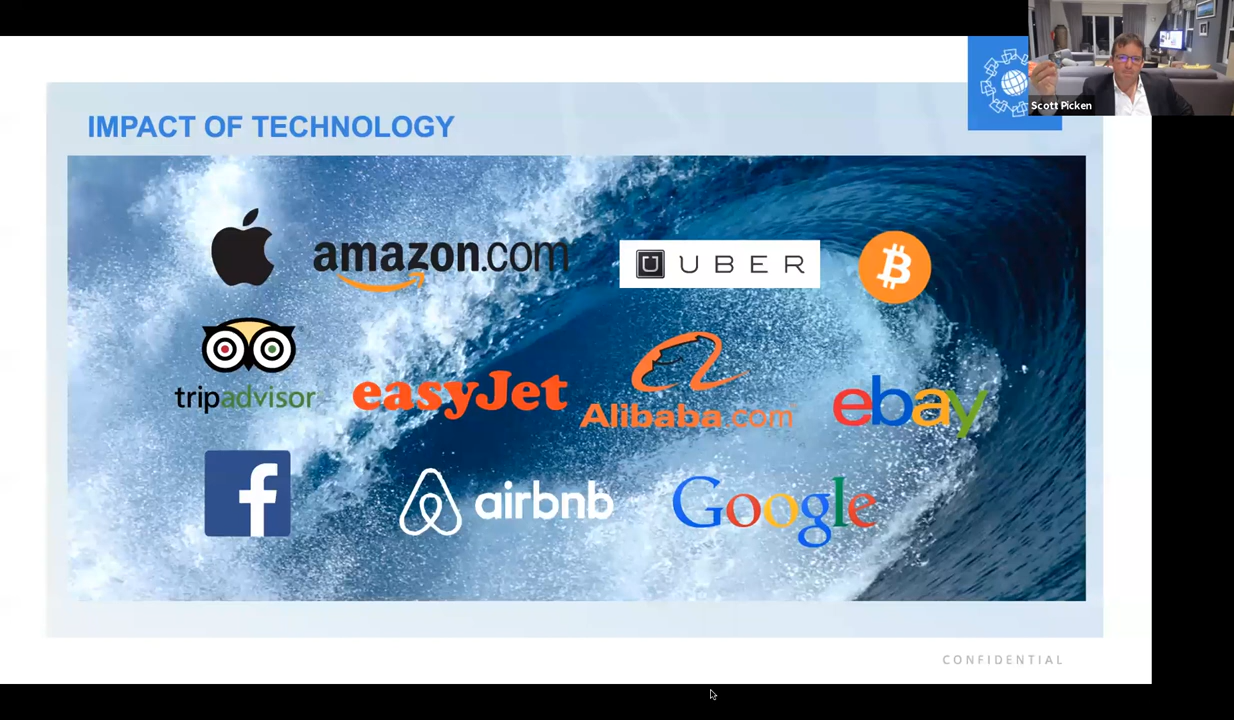 Scott Picken
IMPACT OF TECHNOLOGY
amazon.com
UBER
tripadvisor
easyJet
Alibaba.com
ebay
f
airbnb
Google
CONFIDENTIAL